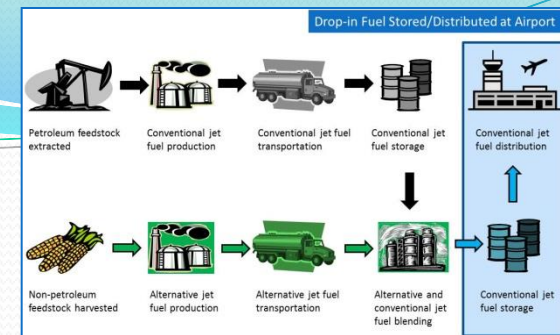 Drop-in Fuel Stored/Distributed at Airport
Petroleum feedstock
extracted
Conventional jet
fuel production
Conventional jet fuel
transportation
Conventional jet
fuel storage
Conventional jet
fuel distribution
Non-petroleum
feedstock harvested
Alternative jet
fuel production
Alternative jet fuel
transportation
Alternative and
conventional jet
fuel blending
Conventional jet
fuel storage